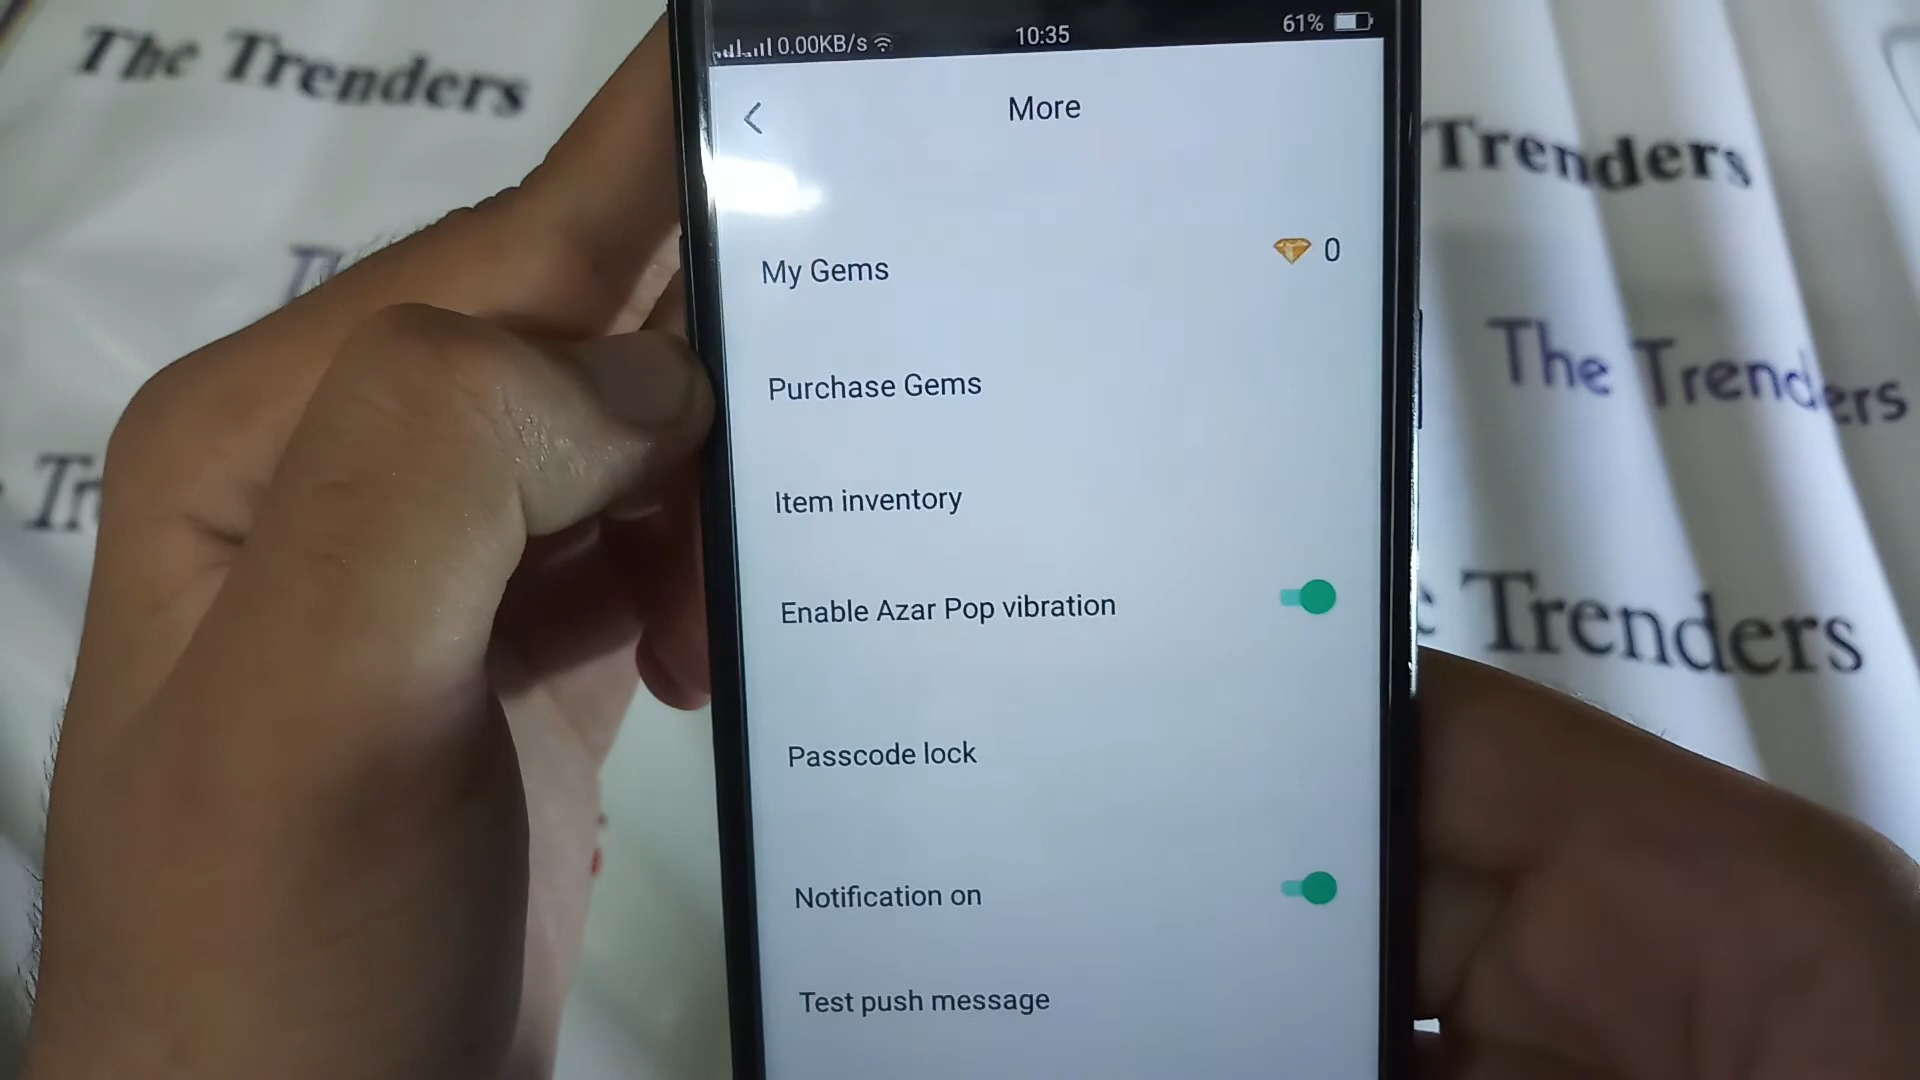 The Trenders
0.00KB/s
10:35
61%
More
Trenders
My Gems
0
The Trenders
Purchase Gems
Item inventory
Enable Azar Pop vibration
Trenders
Passcode lock
Notification on
Test push message